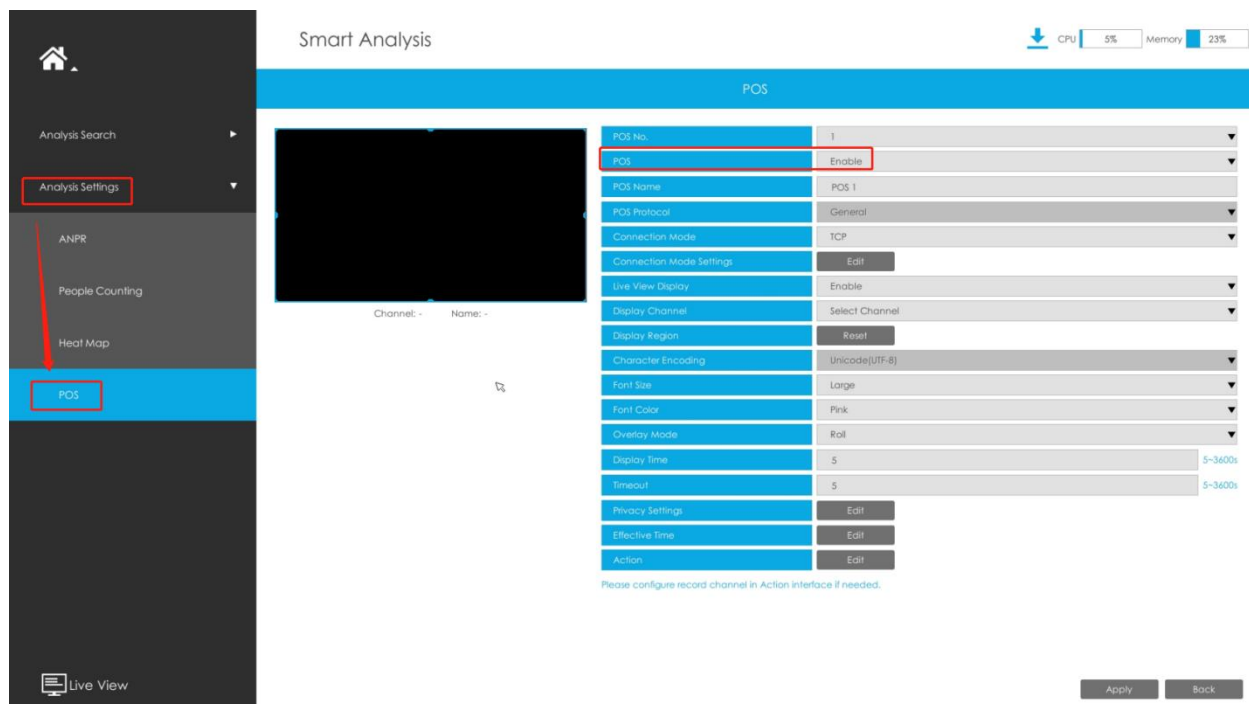 Smart Analysis
CPU 5% Memory 23%
POS
Analysis Search
Analysis Settings
ANPR
People Counting
Heat Map
POS
Live View
Channel: - Name: -
POS No. 1
POS Enable
POS Name POS 1
POS Protocol General
Connection Mode TCP
Connection Mode Settings Edit
Live View Display Enable
Display Channel Select Channel
Display Region Reset
Character Encoding Unicode(UTF-8)
Font Size Large
Font Color Pink
Overlay Mode Roll
Display Time 5 5~3600s
Timeout 5 5~3600s
Privacy Settings Edit
Effective Time Edit
Action Edit
Please configure record channel in Action interface if needed.
Apply Back